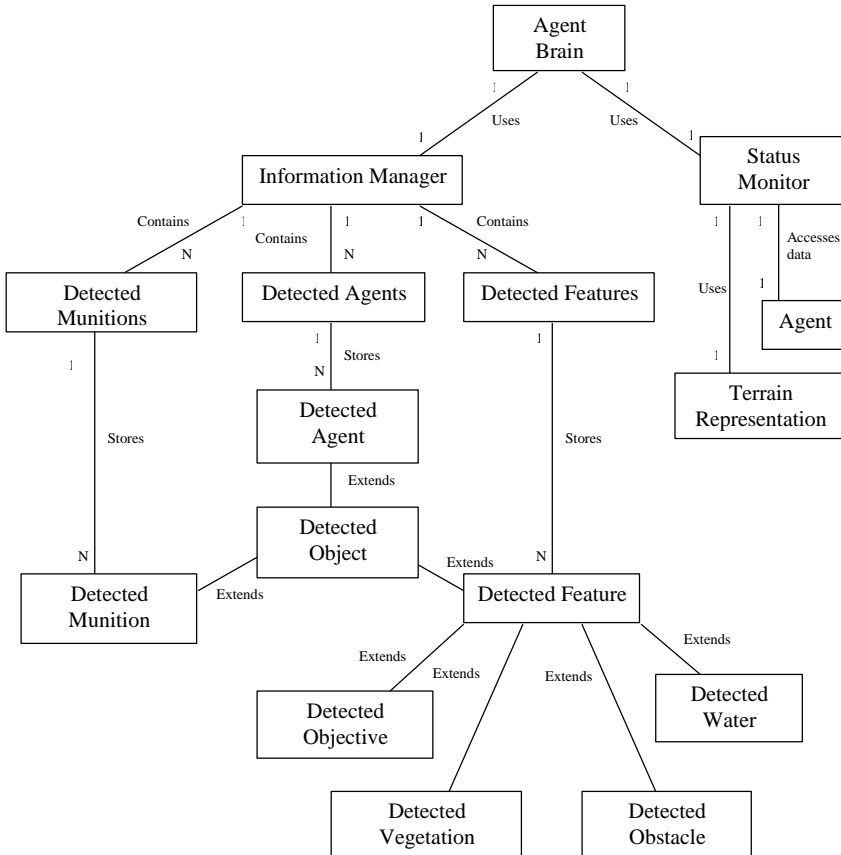 Agent
Brain
1
1
Uses
Uses
1
1
Information Manager
Status
Monitor
Contains
1
1
1
Contains
Contains
1
1
Accesses
data
N
N
N
Detected
Munitions
Detected Agents
Detected Features
Uses
1
Agent
1
1
1
Stores
N
1
Detected
Agent
Terrain
Representation
Stores
Stores
Extends
Detected
Object
N
Extends
N
Detected
Munition
Extends
Detected Feature
Extends
Extends
Extends
Extends
Detected
Objective
Detected
Water
Detected
Vegetation
Detected
Obstacle